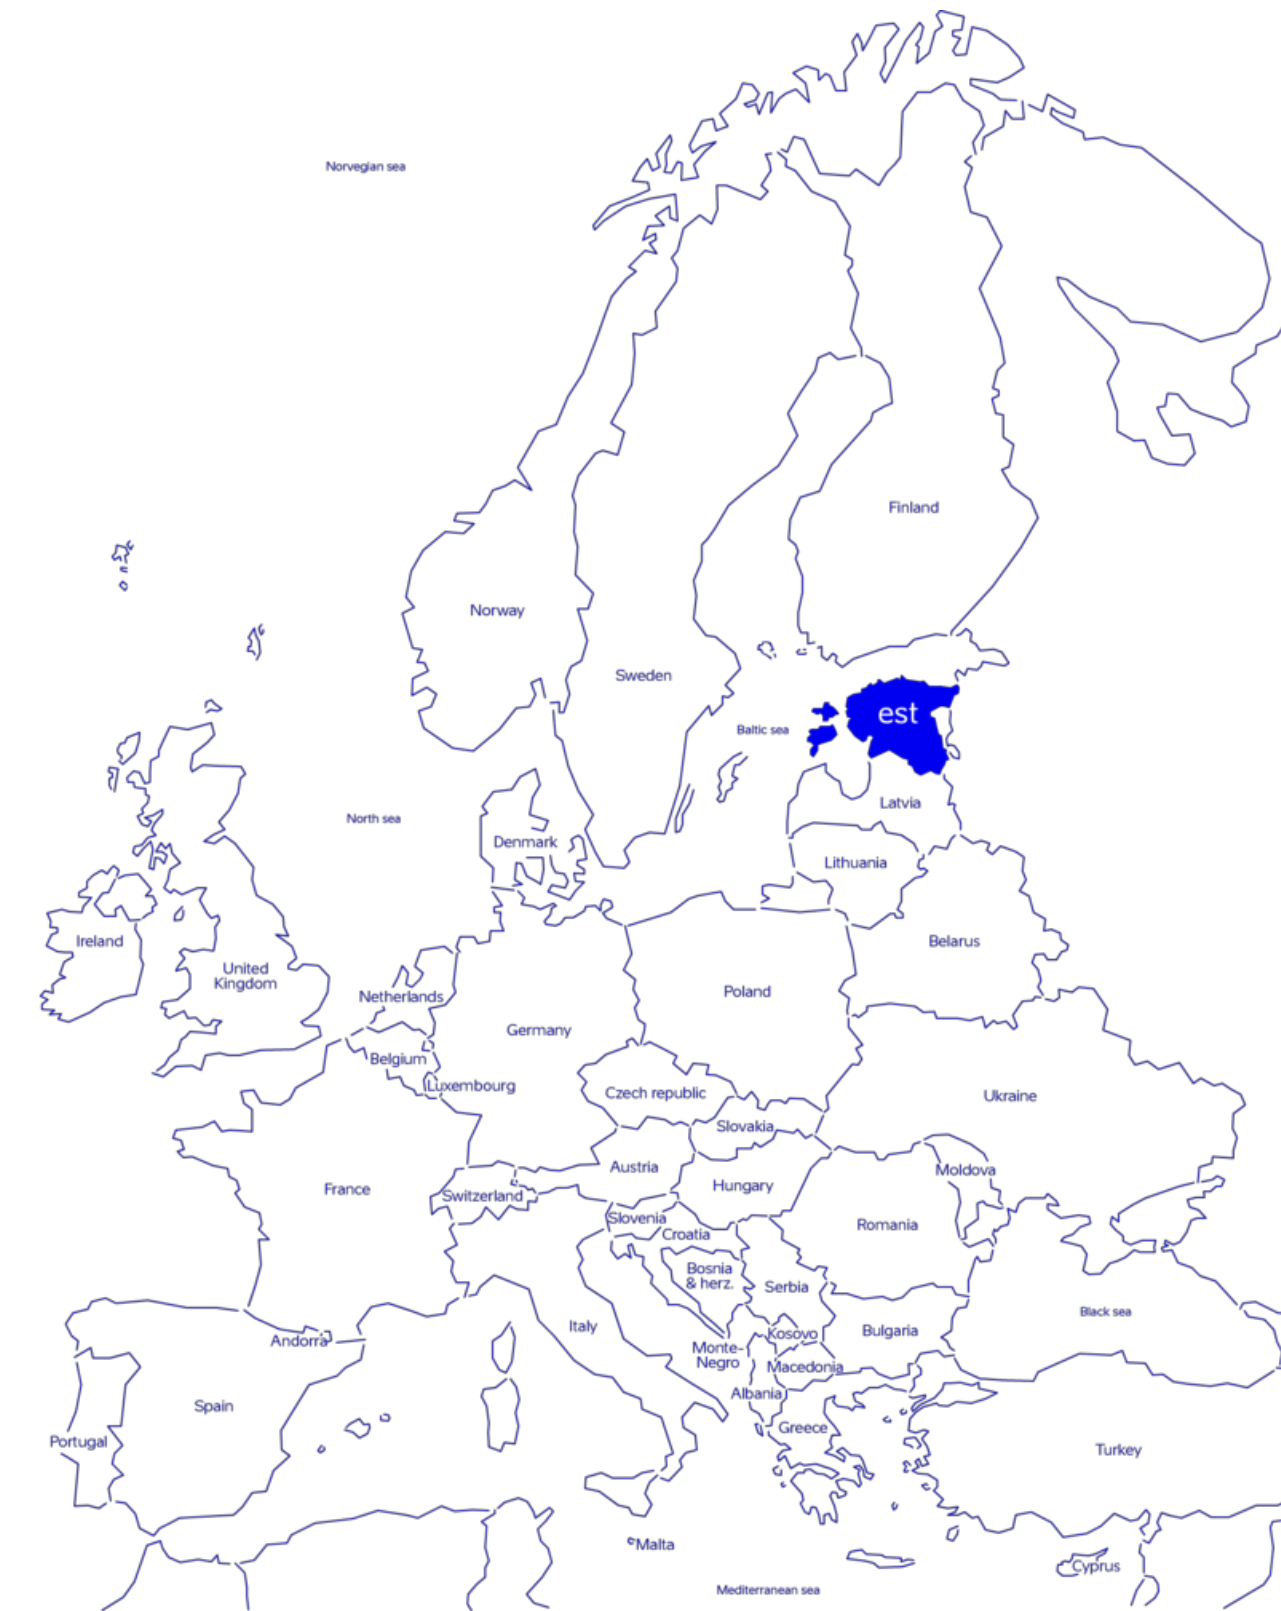 Norvegian sea
Finland
Norway
Sweden
est
Baltic sea
Latvia
North sea
Denmark
Lithuania
Ireland
Belarus
United
Kingdom
Netherlands
Poland
Germany
Belgium
Luxembourg
Czech republic
Ukraine
Slovakia
Austria
Moldova
France
Switzerland
Hungary
Slovenia
Romania
Croatia
Bosnia
& herz.
Serbia
Black sea
Italy
Kosovo
Bulgaria
Andorra
Monte-
Negro
Macedonia
Albania
Spain
Greece
Portugal
Turkey
Malta
Cyprus
Mediterranean sea